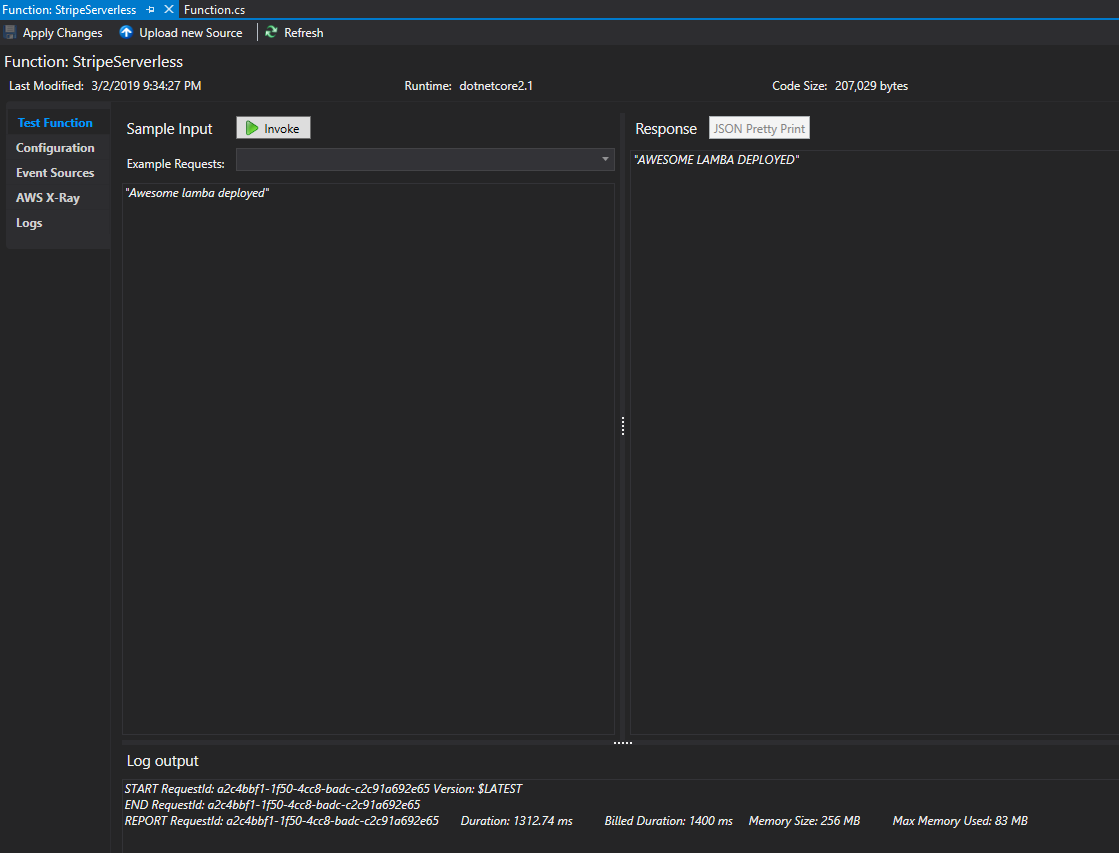 Function: StripeServerless Function.cs
Apply Changes Upload new Source Refresh
Function: StripeServerless
Last Modified: 3/2/2019 9:34:27 PM Runtime: dotnetcore2.1 Code Size: 207,029 bytes
Test Function
Configuration
Event Sources
AWS X-Ray
Logs
Sample Input Invoke
Example Requests:
"Awesome lamba deployed"
Response JSON Pretty Print
"AWESOME LAMBA DEPLOYED"
Log output
START RequestId: a2c4bbf1-1f50-4cc8-badc-c2c91a692e65 Version: $LATEST
END RequestId: a2c4bbf1-1f50-4cc8-badc-c2c91a692e65
REPORT RequestId: a2c4bbf1-1f50-4cc8-badc-c2c91a692e65 Duration: 1312.74 ms Billed Duration: 1400 ms Memory Size: 256 MB Max Memory Used: 83 MB